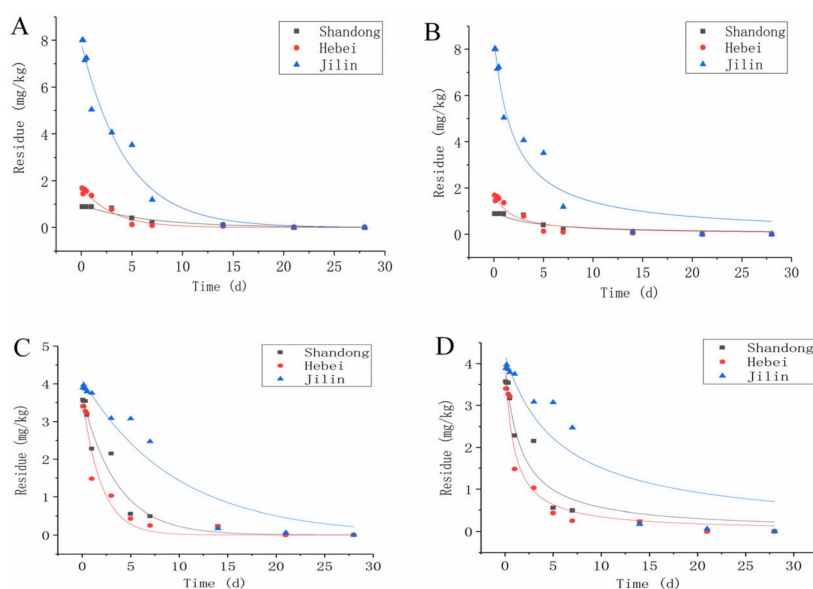 A
Shandong
Hebei
Jilin
Residue (mg/kg)
8
6
4
2
0
0 5 10 15 20 25 30
Time (d)
B
Shandong
Hebei
Jilin
Residue (mg/kg)
8
6
4
2
0
0 5 10 15 20 25 30
Time (d)
C
Shandong
Hebei
Jilin
Residue (mg/kg)
5
4
3
2
1
0
0 5 10 15 20 25 30
Time (d)
D
Shandong
Hebei
Jilin
Residue (mg/kg)
4
3
2
1
0
0 5 10 15 20 25 30
Time (d)